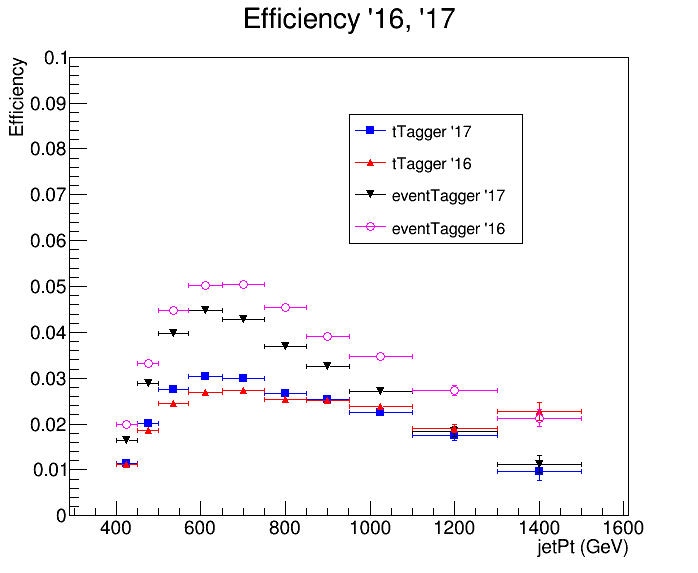 Efficiency '16, '17
Efficiency
0.1
0.09
0.08
0.07
0.06
0.05
0.04
0.03
0.02
0.01
0
tTagger '17
tTagger '16
eventTagger '17
eventTagger '16
400 600 800 1000 1200 1400 1600
jetPt (GeV)